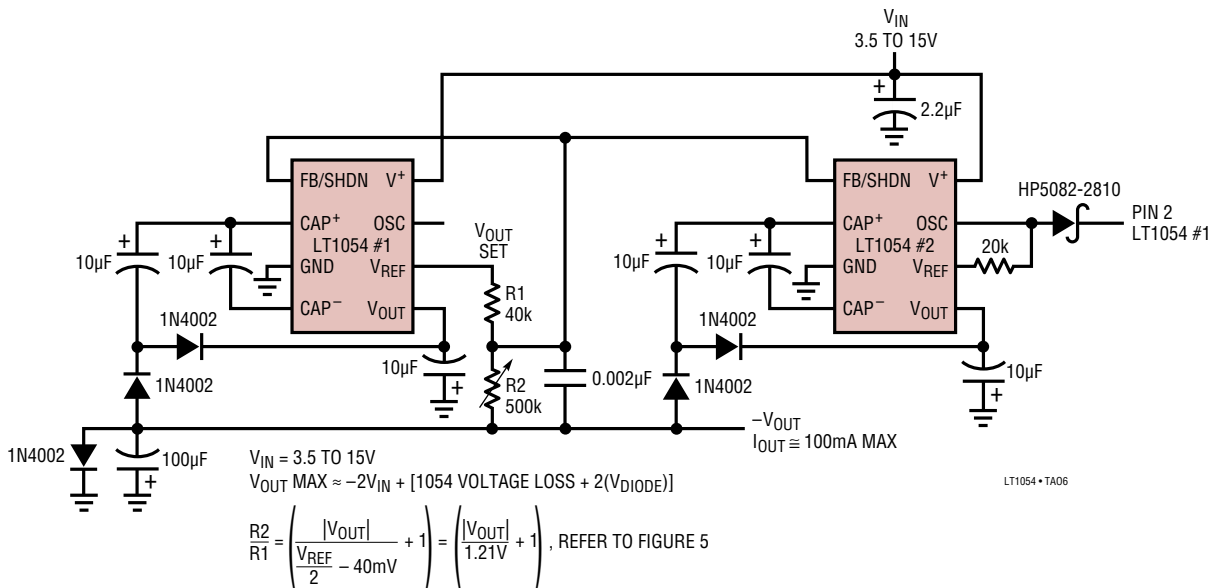 VIN
3.5 TO 15V
+
2.2µF
FB/SHDN V+
CAP+ OSC
LT1054 #1
GND
VREF
CAP– VOUT
+
10µF
+
10µF
VOUT
SET
R1
40k
R2
500k
0.002µF
1N4002
1N4002
10µF
+
1N4002
100µF
+
FB/SHDN V+
CAP+ OSC
LT1054 #2
GND
VREF
CAP– VOUT
+
10µF
+
10µF
HP5082-2810
PIN 2
LT1054 #1
20k
1N4002
1N4002
10µF
+
–VOUT
IOUT ≅ 100mA MAX
VIN = 3.5 TO 15V
VOUT MAX ≈ –2VIN + [1054 VOLTAGE LOSS + 2(VDIODE)]
R2/R1 = (|VOUT| / (VREF/2 – 40mV) + 1) = (|VOUT|/1.21V + 1), REFER TO FIGURE 5
LT1054 • TA06